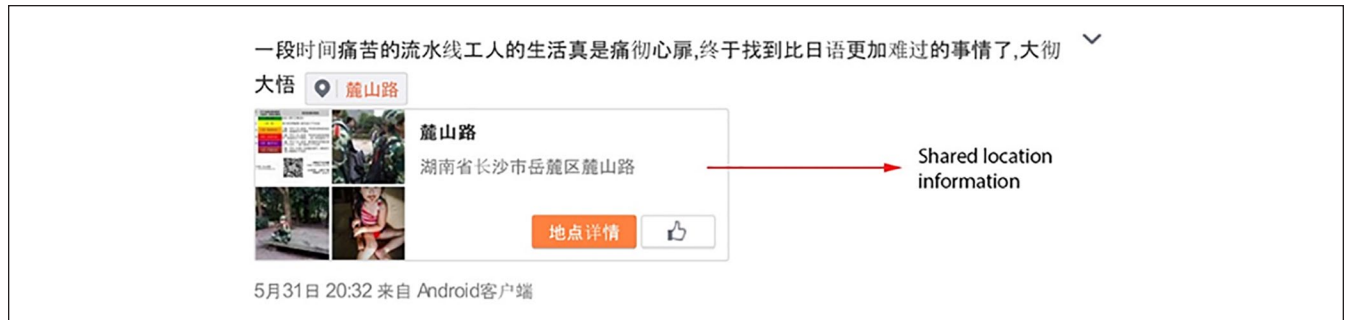 一段时间痛苦的流水线工人的生活真是痛彻心扉,终于找到比日语更加难过的事情了,大彻
大悟 麓山路
麓山路
湖南省长沙市岳麓区麓山路
Shared location
information
地点详情
5月31日 20:32 来自 Android客户端